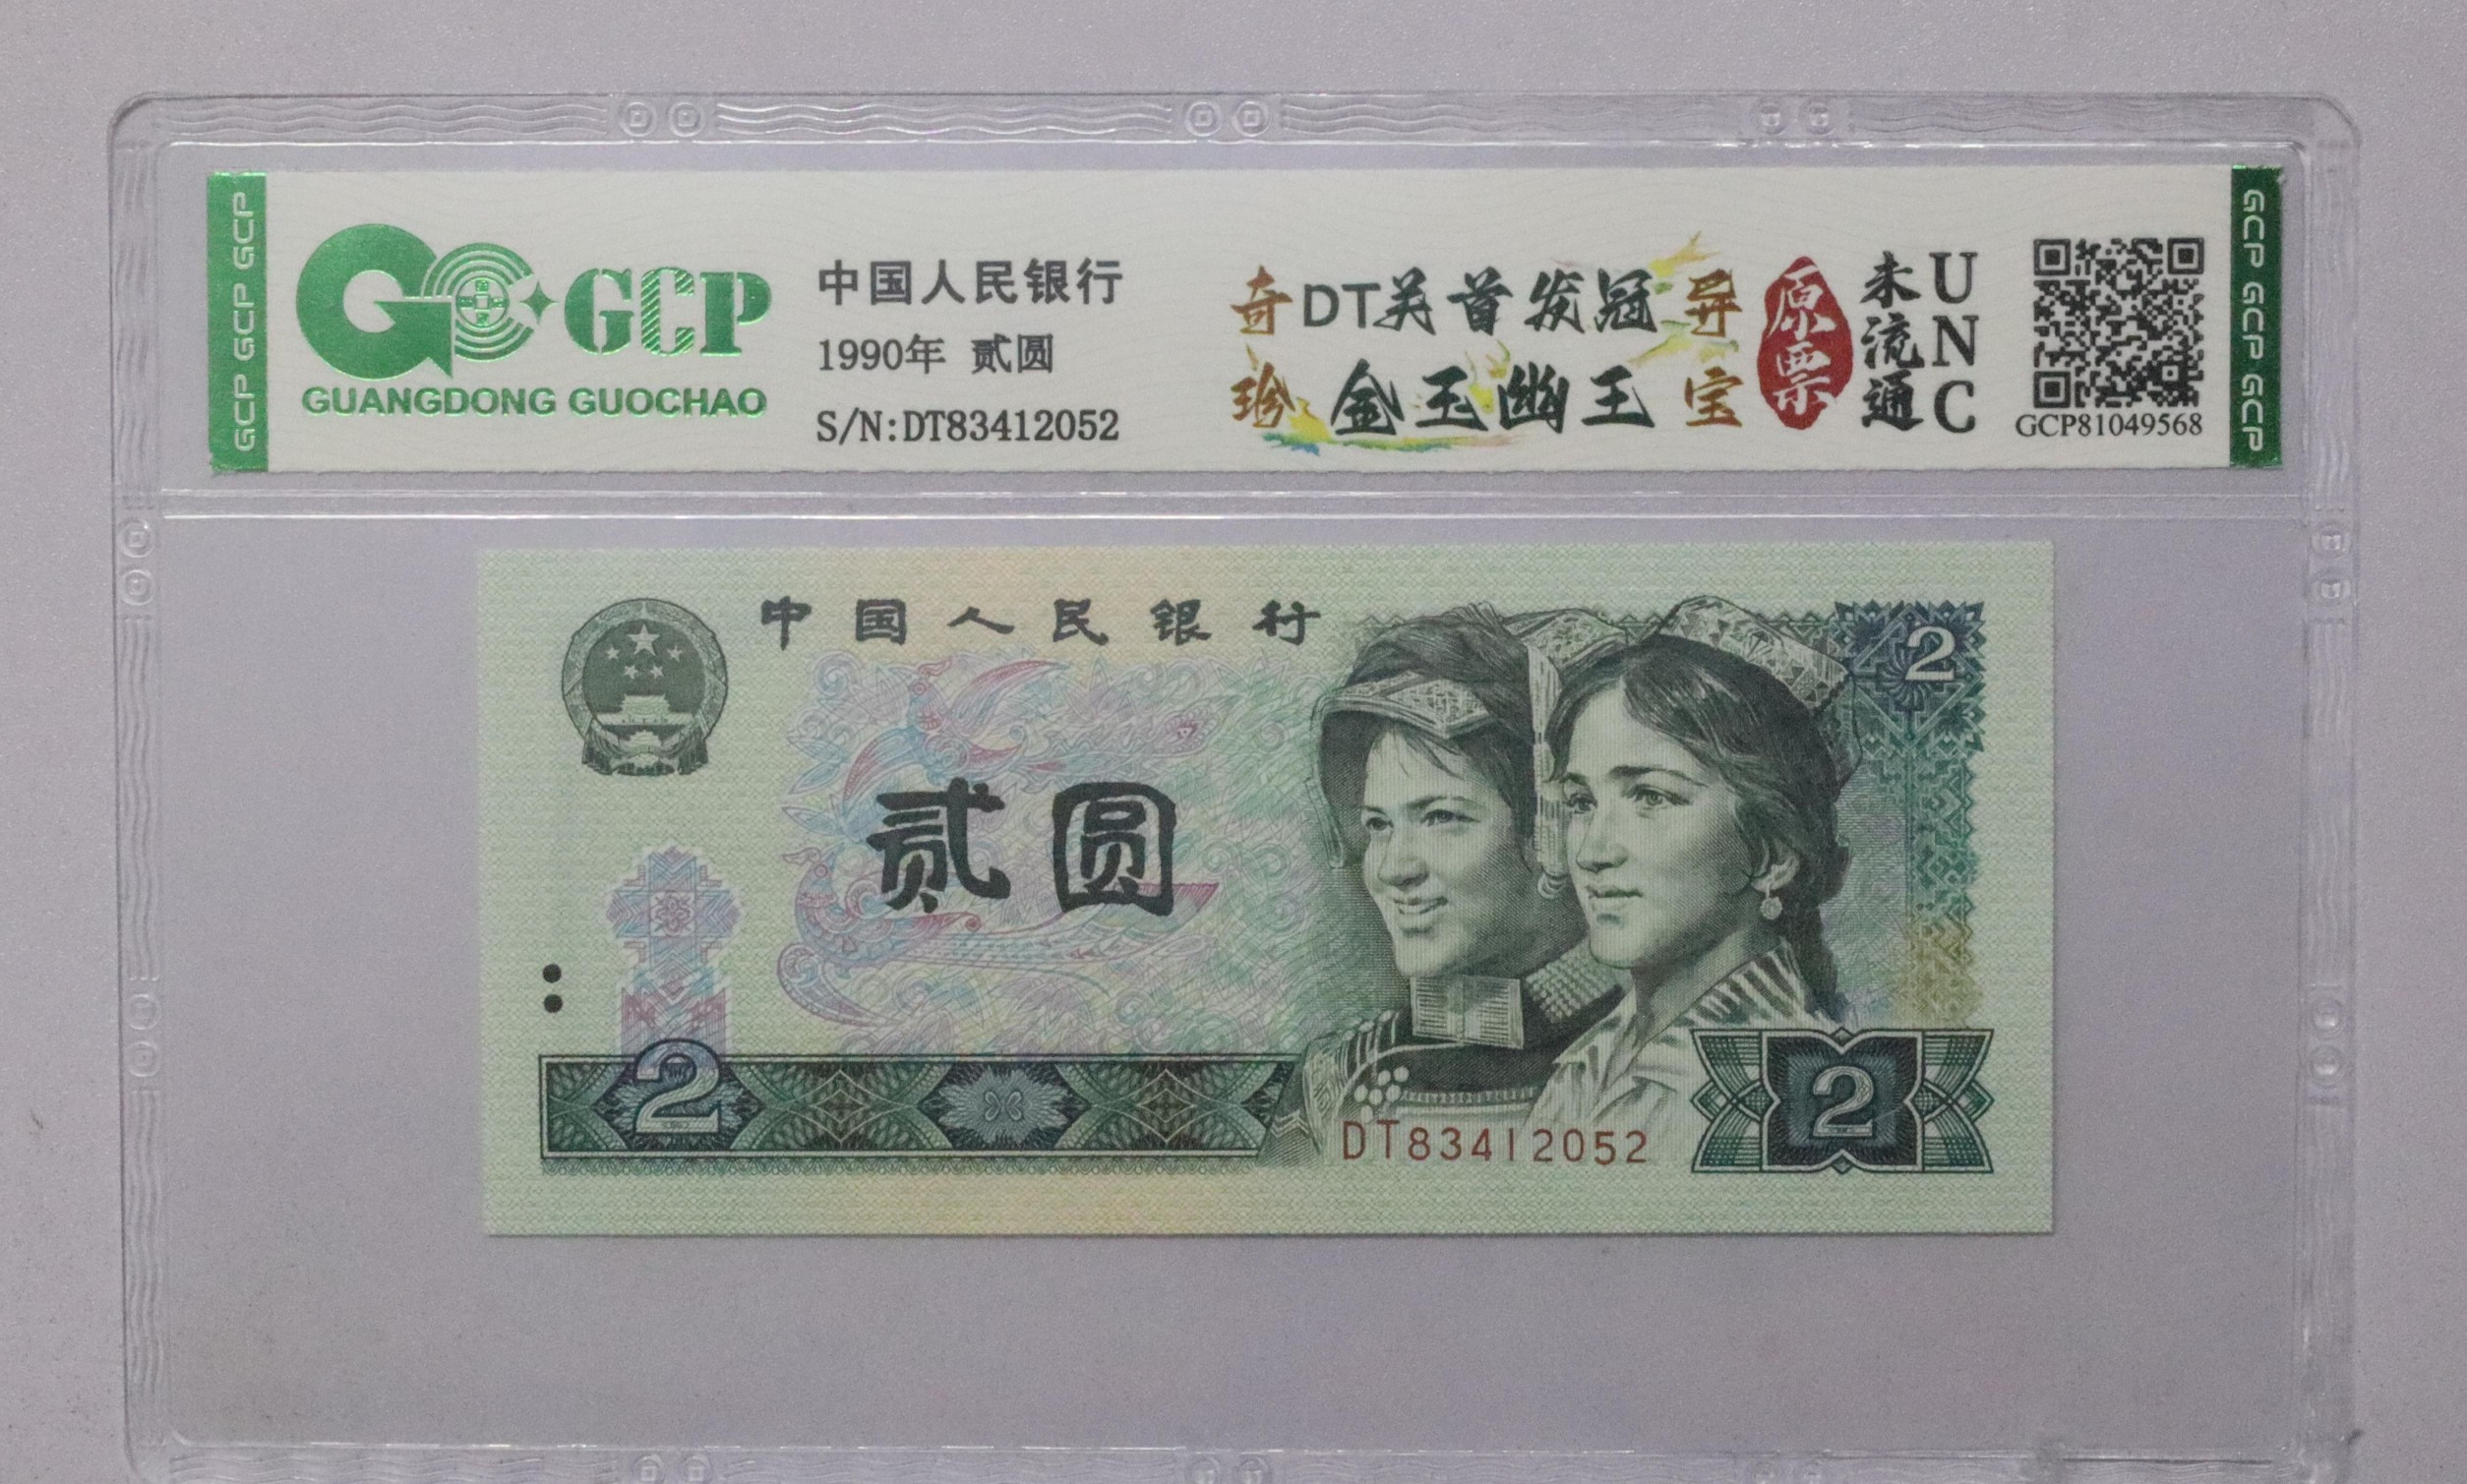 GCP GCP GCP
GCP
GUANGDONG GUOCHAO
中国人民银行
1990年 贰圆
S/N:DT83412052
奇珍
DT关首发冠
金玉幽王
异宝
原票
未流通
UNC
GCP81049568
GCP GCP GCP
中国人民银行
2
贰圆
2
DT83412052
2